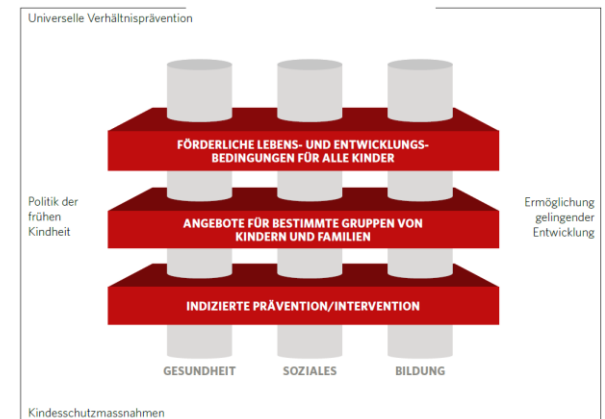 Universelle Verhältnisprävention
FÖRDERLICHE LEBENS- UND ENTWICKLUNGS-
BEDINGUNGEN FÜR ALLE KINDER
Politik der
frühen
Kindheit
ANGEBOTE FÜR BESTIMMTE GRUPPEN VON
KINDERN UND FAMILIEN
Ermöglichung
gelingender
Entwicklung
INDIZIERTE PRÄVENTION/INTERVENTION
GESUNDHEIT
SOZIALES
BILDUNG
Kindesschutzmassnahmen